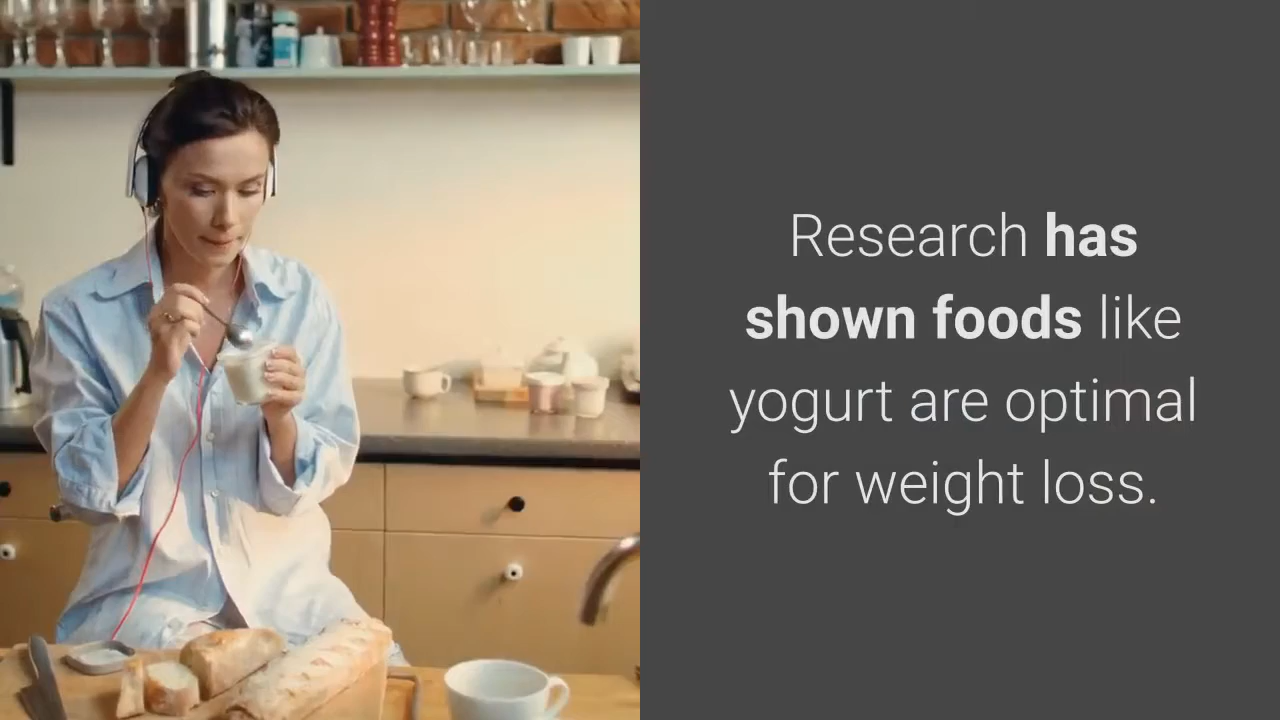 Research has
shown foods like
yogurt are optimal
for weight loss.